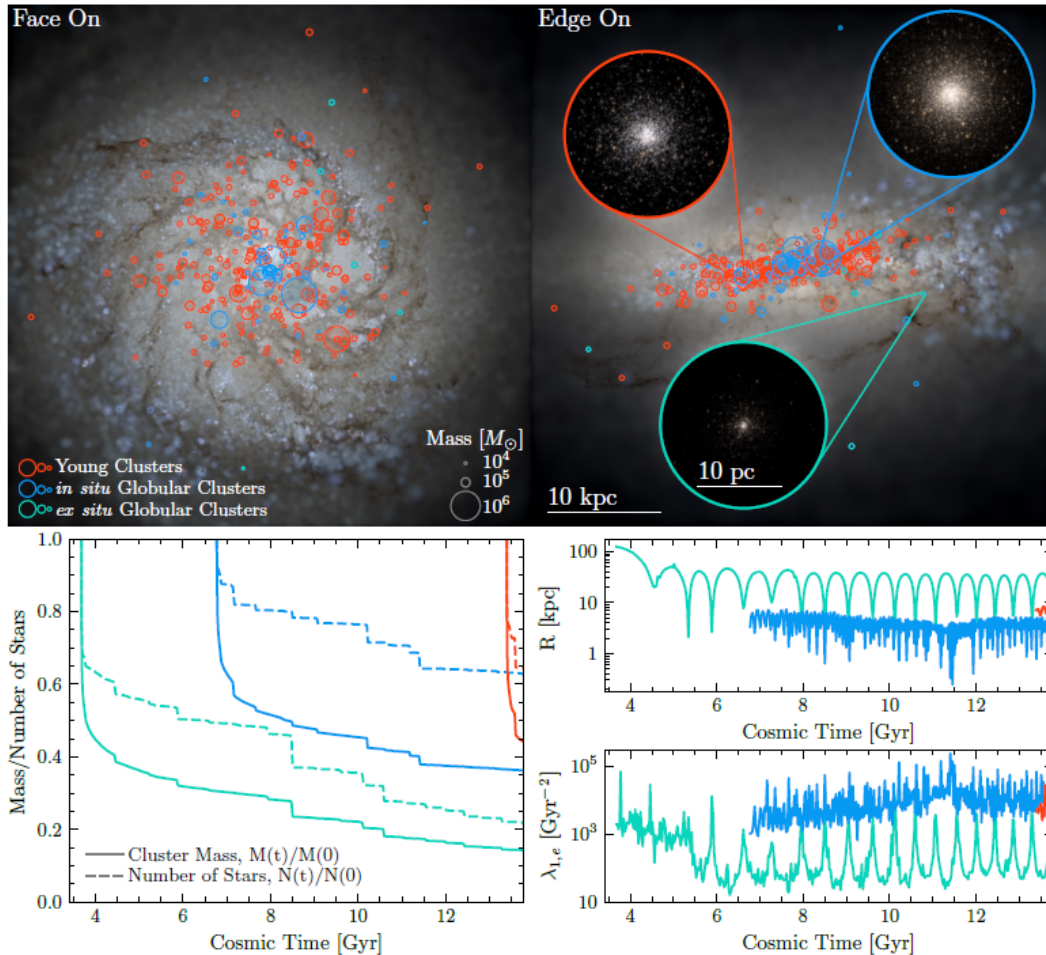 Face On
Edge On
Young Clusters
in situ Globular Clusters
ex situ Globular Clusters
Mass [M⊙]
10⁴
10⁵
10⁶
10 pc
10 kpc
1.0
0.8
0.6
0.4
0.2
0.0
Mass/Number of Stars
Cluster Mass, M(t)/M(0)
Number of Stars, N(t)/N(0)
4 6 8 10 12
Cosmic Time [Gyr]
100
10
1
R [kpc]
4 6 8 10 12
Cosmic Time [Gyr]
10⁵
10³
10
λ₁,ₑ [Gyr⁻²]
4 6 8 10 12
Cosmic Time [Gyr]